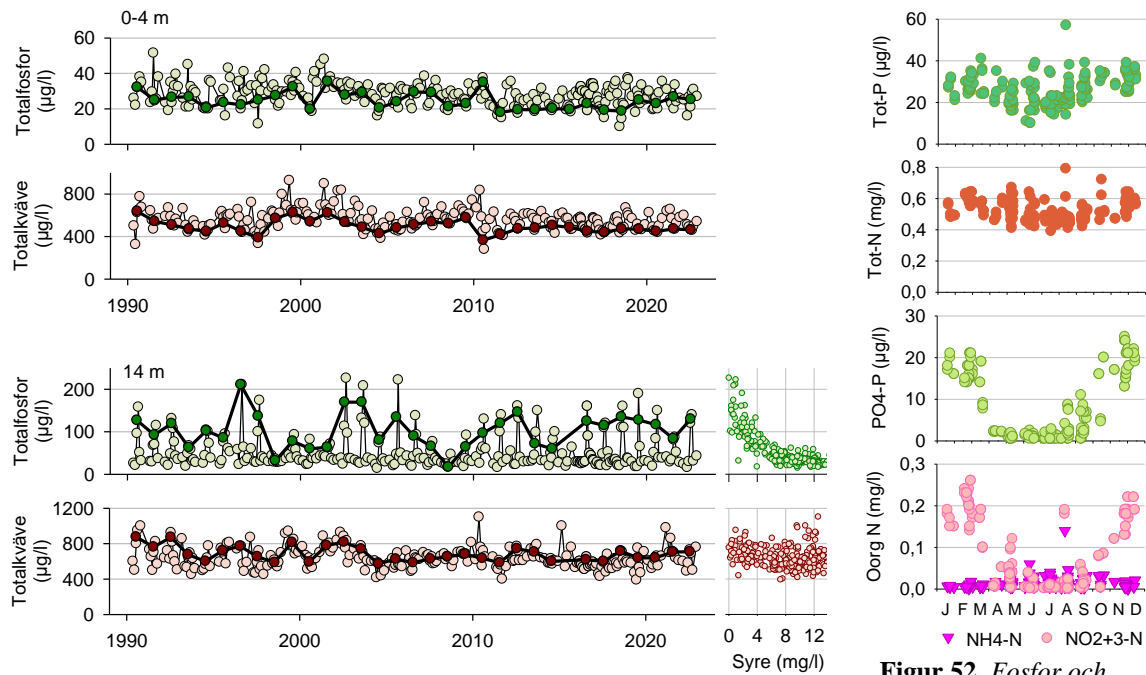 0-4 m
Totalfosfor
(µg/l)
60
40
20
0
Totalkväve
(µg/l)
800
400
0
1990
2000
2010
2020
14 m
Totalfosfor
(µg/l)
200
100
0
Totalkväve
(µg/l)
1200
800
400
0
1990
2000
2010
2020
0
4
8
12
Syre (mg/l)
Tot-P (µg/l)
60
40
20
0
Tot-N (mg/l)
1,0
0,8
0,6
0,4
0,2
0,0
PO4-P (µg/l)
30
20
10
0
Oorg N (mg/l)
0,3
0,2
0,1
0,0
J F M A M J J A S O N D
NH4-N
NO2+3-N
Figur 52. Fosfor och